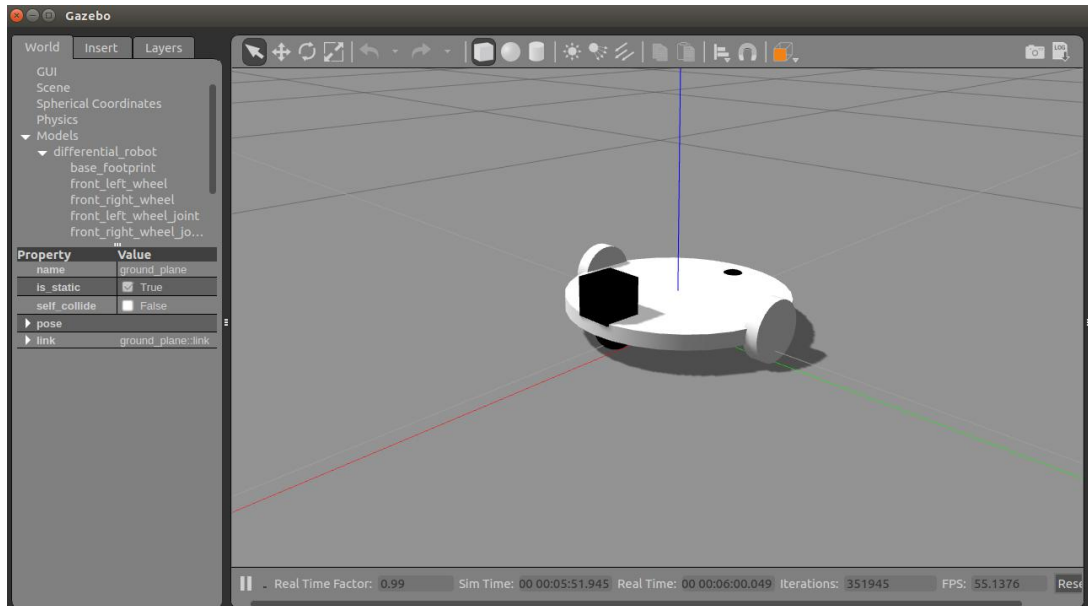 Gazebo
World Insert Layers
GUI
Scene
Spherical Coordinates
Physics
Models
differential_robot
base_footprint
front_left_wheel
front_right_wheel
front_left_wheel_joint
front_right_wheel_jo...
Property Value
name ground_plane
is_static True
self_collide False
pose
link ground_plane::link
LOG
Real Time Factor: 0.99 Sim Time: 00 00:05:51.945 Real Time: 00 00:06:00.049 Iterations: 351945 FPS: 55.1376 Rese